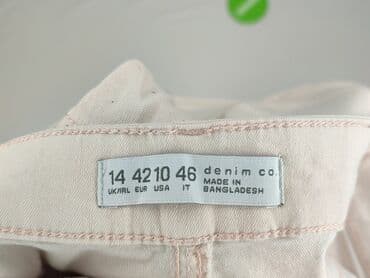 14 42 10 46 denim co.
UK/IRL EUR USA IT MADE IN
BANGLADESH